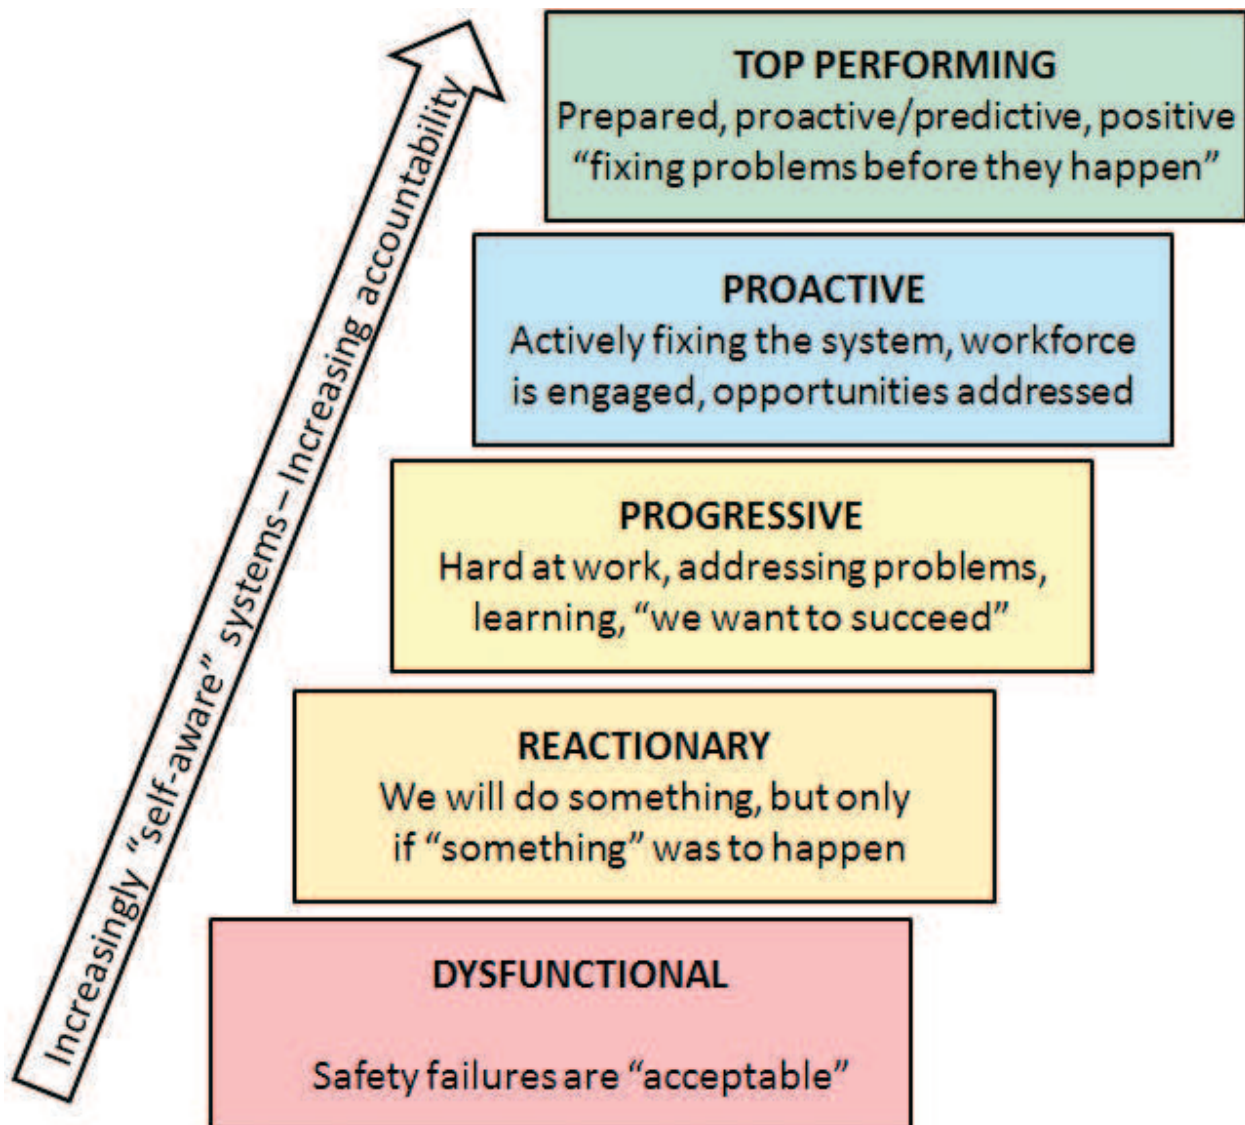 TOP PERFORMING
Prepared, proactive/predictive, positive
“fixing problems before they happen”
PROACTIVE
Actively fixing the system, workforce
is engaged, opportunities addressed
PROGRESSIVE
Hard at work, addressing problems,
learning, “we want to succeed”
REACTIONARY
We will do something, but only
if “something” was to happen
DYSFUNCTIONAL
Safety failures are “acceptable”
Increasingly “self-aware” systems – Increasing accountability